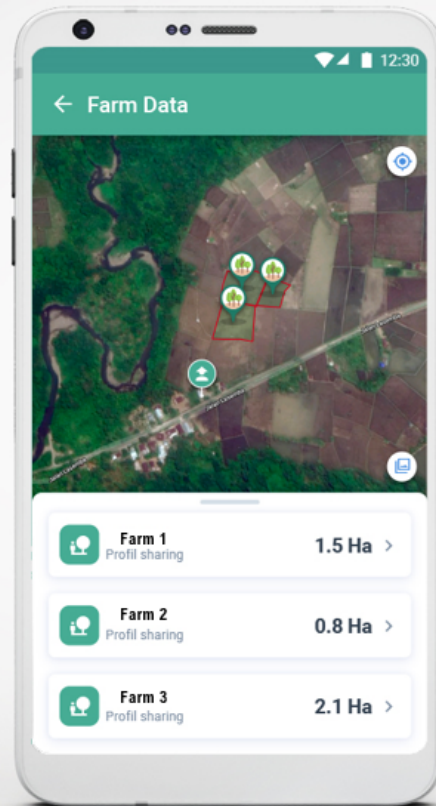 12:30
Farm Data
Farm 1
Profil sharing
1.5 Ha
Farm 2
Profil sharing
0.8 Ha
Farm 3
Profil sharing
2.1 Ha